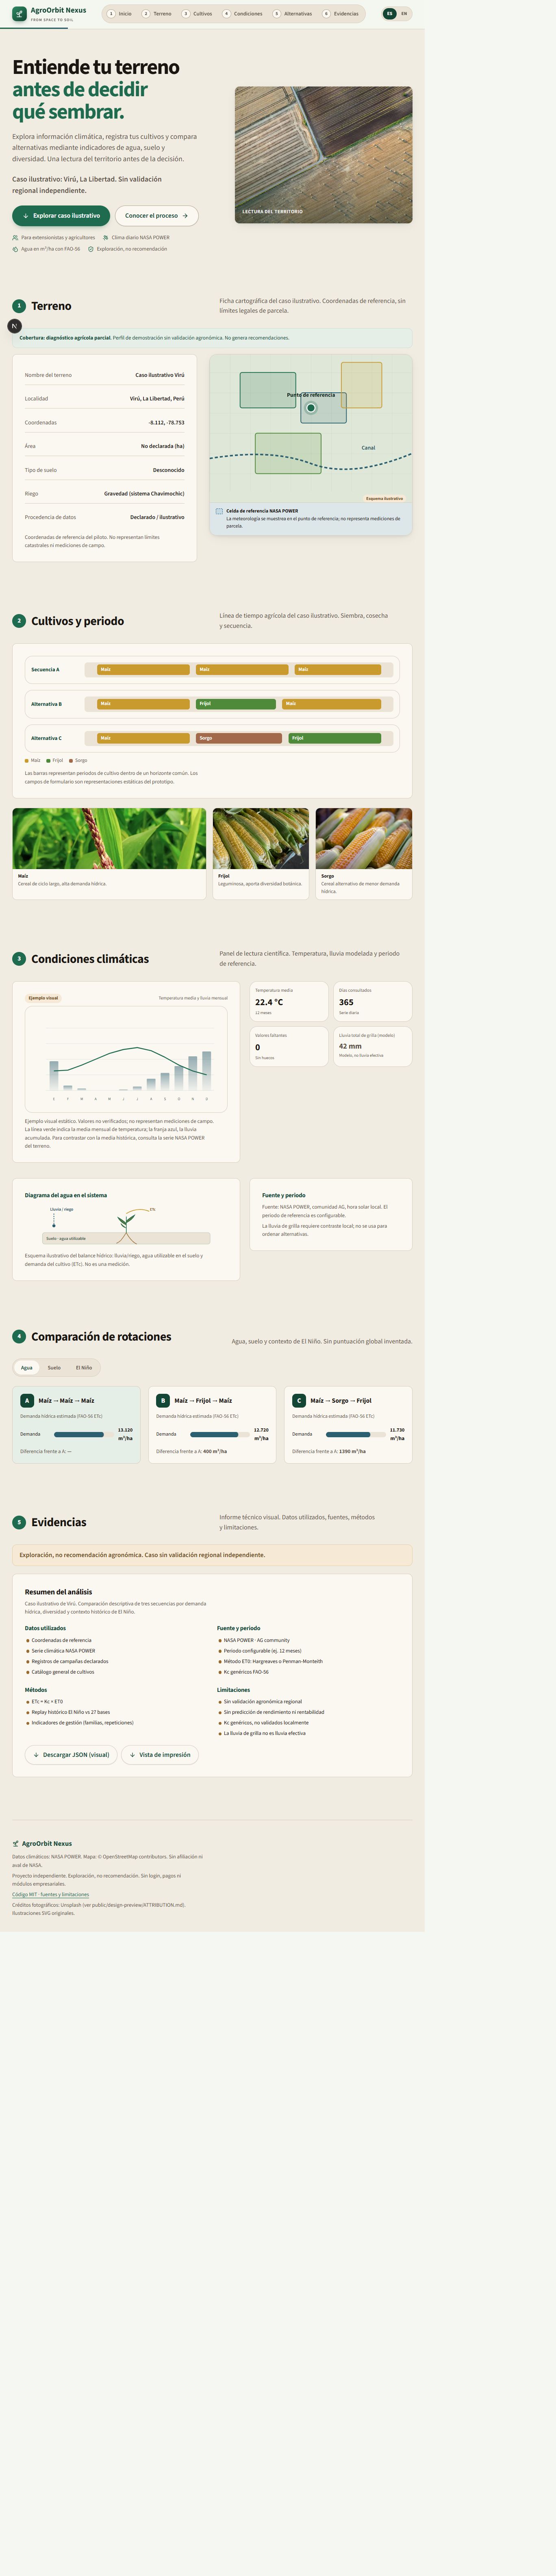 AgroOrbit Nexus
FROM SPACE TO SOIL
1 Inicio
2 Terreno
3 Cultivos
4 Condiciones
5 Alternativas
6 Evidencias
ES EN
Entiende tu terreno
antes de decidir
qué sembrar.
Explora información climática, registra tus cultivos y compara
alternativas mediante indicadores de agua, suelo y
diversidad. Una lectura del territorio antes de la decisión.
Caso ilustrativo: Virú, La Libertad. Sin validación
regional independiente.
Explorar caso ilustrativo
Conocer el proceso
Para extensionistas y agricultores
Clima diario NASA POWER
Agua en m³/ha con FAO-56
Exploración, no recomendación
LECTURA DEL TERRITORIO
1 Terreno
Ficha cartográfica del caso ilustrativo. Coordenadas de referencia, sin
límites legales de parcela.
N
Cobertura: diagnóstico agrícola parcial. Perfil de demostración sin validación agronómica. No genera recomendaciones.
Nombre del terreno Caso ilustrativo Virú
Localidad Virú, La Libertad, Perú
Coordenadas -8.112, -78.753
Área No declarada (ha)
Tipo de suelo Desconocido
Riego Gravedad (sistema Chavimochic)
Procedencia de datos Declarado / ilustrativo
Coordenadas de referencia del piloto. No representan límites
catastrales ni mediciones de campo.
Punto de referencia
Canal
Esquema ilustrativo
Celda de referencia NASA POWER
La meteorología se muestra en el punto de referencia; no representa mediciones de
parcela.
2 Cultivos y periodo
Línea de tiempo agrícola del caso ilustrativo. Siembra, cosecha
y secuencia.
Secuencia A Maíz Maíz Maíz
Alternativa B Maíz Frijol Maíz
Alternativa C Maíz Sorgo Frijol
Maíz Frijol Sorgo
Las barras representan periodos de cultivo dentro de un horizonte común. Los
campos de formulario son representaciones estáticas del prototipo.
Maíz
Cereal de ciclo largo, alta demanda hídrica.
Frijol
Leguminosa, aporta diversidad botánica.
Sorgo
Cereal alternativo de menor demanda
hídrica.
3 Condiciones climáticas
Panel de lectura científica. Temperatura, lluvia modelada y periodo
de referencia.
Ejemplo visual
Temperatura media y lluvia mensual
E F M A M J J A S O N D
Ejemplo visual estático. Valores no verificados; no representan mediciones de campo.
La línea verde indica la media mensual de temperatura; la franja azul, la lluvia
acumulada. Para contrastar con la media histórica, consulta la serie NASA POWER
del terreno.
Temperatura media
22.4 °C
12 meses
Días consultados
365
Serie diaria
Valores faltantes
0
Sin huecos
Lluvia total de grilla (modelo)
42 mm
Modelo, no lluvia efectiva
Diagrama del agua en el sistema
Lluvia / riego
ETc
Suelo · agua utilizable
Esquema ilustrativo del balance hídrico: lluvia/riego, agua utilizable en el suelo y
demanda del cultivo (ETc). No es una medición.
Fuente y periodo
Fuente: NASA POWER, comunidad AG, hora solar local. El
periodo de referencia es configurable.
La lluvia de grilla requiere contraste local; no se usa para
ordenar alternativas.
4 Comparación de rotaciones
Agua, suelo y contexto de El Niño. Sin puntuación global inventada.
Agua Suelo El Niño
A Maíz → Maíz → Maíz
Demanda hídrica estimada (FAO-56 ETc)
Demanda 13.120
m³/ha
Diferencia frente a A: —
B Maíz → Frijol → Maíz
Demanda hídrica estimada (FAO-56 ETc)
Demanda 12.720
m³/ha
Diferencia frente a A: 400 m³/ha
C Maíz → Sorgo → Frijol
Demanda hídrica estimada (FAO-56 ETc)
Demanda 11.730
m³/ha
Diferencia frente a A: 1390 m³/ha
5 Evidencias
Informe técnico visual. Datos utilizados, fuentes, métodos
y limitaciones.
Exploración, no recomendación agronómica. Caso sin validación regional independiente.
Resumen del análisis
Caso ilustrativo de Virú. Comparación descriptiva de tres secuencias por demanda
hídrica, diversidad y contexto histórico de El Niño.
Datos utilizados
Coordenadas de referencia
Serie climática NASA POWER
Registros de campañas declarados
Catálogo general de cultivos
Fuente y periodo
NASA POWER · AG community
Periodo configurable (ej. 12 meses)
Método ET0: Hargreaves o Penman-Monteith
Kc genéricos FAO-56
Métodos
ETc = Kc × ET0
Replay histórico El Niño vs 27 bases
Indicadores de gestión (familias, repeticiones)
Limitaciones
Sin validación agronómica regional
Sin predicción de rendimiento ni rentabilidad
Kc genéricos, no validados localmente
La lluvia de grilla no es lluvia efectiva
Descargar JSON (visual)
Vista de impresión
AgroOrbit Nexus
Datos climáticos: NASA POWER. Mapa: © OpenStreetMap contributors. Sin afiliación ni
aval de NASA.
Proyecto independiente. Exploración, no recomendación. Sin login, pagos ni
módulos empresariales.
Código MIT · fuentes y limitaciones
Créditos fotográficos: Unsplash (ver public/design-preview/ATTRIBUTION.md).
Ilustraciones SVG originales.